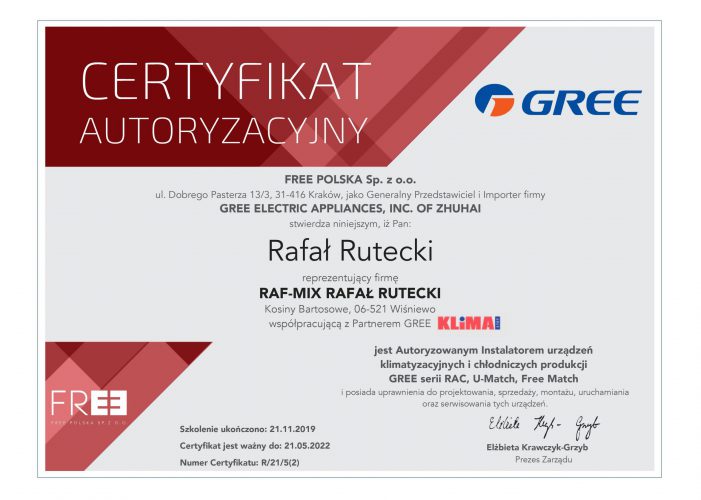 CERTYFIKAT
AUTORYZACYJNY
GREE
FREE POLSKA Sp. z o.o.
ul. Dobrego Pasterza 13/3, 31-416 Kraków, jako Generalny Przedstawiciel i Importer firmy
GREE ELECTRIC APPLIANCES, INC. OF ZHUHAI
stwierdza niniejszym, iż Pan:
Rafał Rutecki
reprezentujący firmę
RAF-MIX RAFAŁ RUTECKI
Kosiny Bartosowe, 06-521 Wiśniewo
współpracującą z Partnerem GREE KLiMA
jest Autoryzowanym Instalatorem urządzeń
klimatyzacyjnych i chłodniczych produkcji
GREE serii RAC, U-Match, Free Match
i posiada uprawnienia do projektowania, sprzedaży, montażu, uruchamiania
oraz serwisowania tych urządzeń.
FREE
FREE POLSKA SP Z O.O.
Szkolenie ukończono: 21.11.2019
Certyfikat jest ważny do: 21.05.2022
Numer Certyfikatu: R/21/5(2)
Elżbieta Krawczyk-Grzyb
Prezes Zarządu